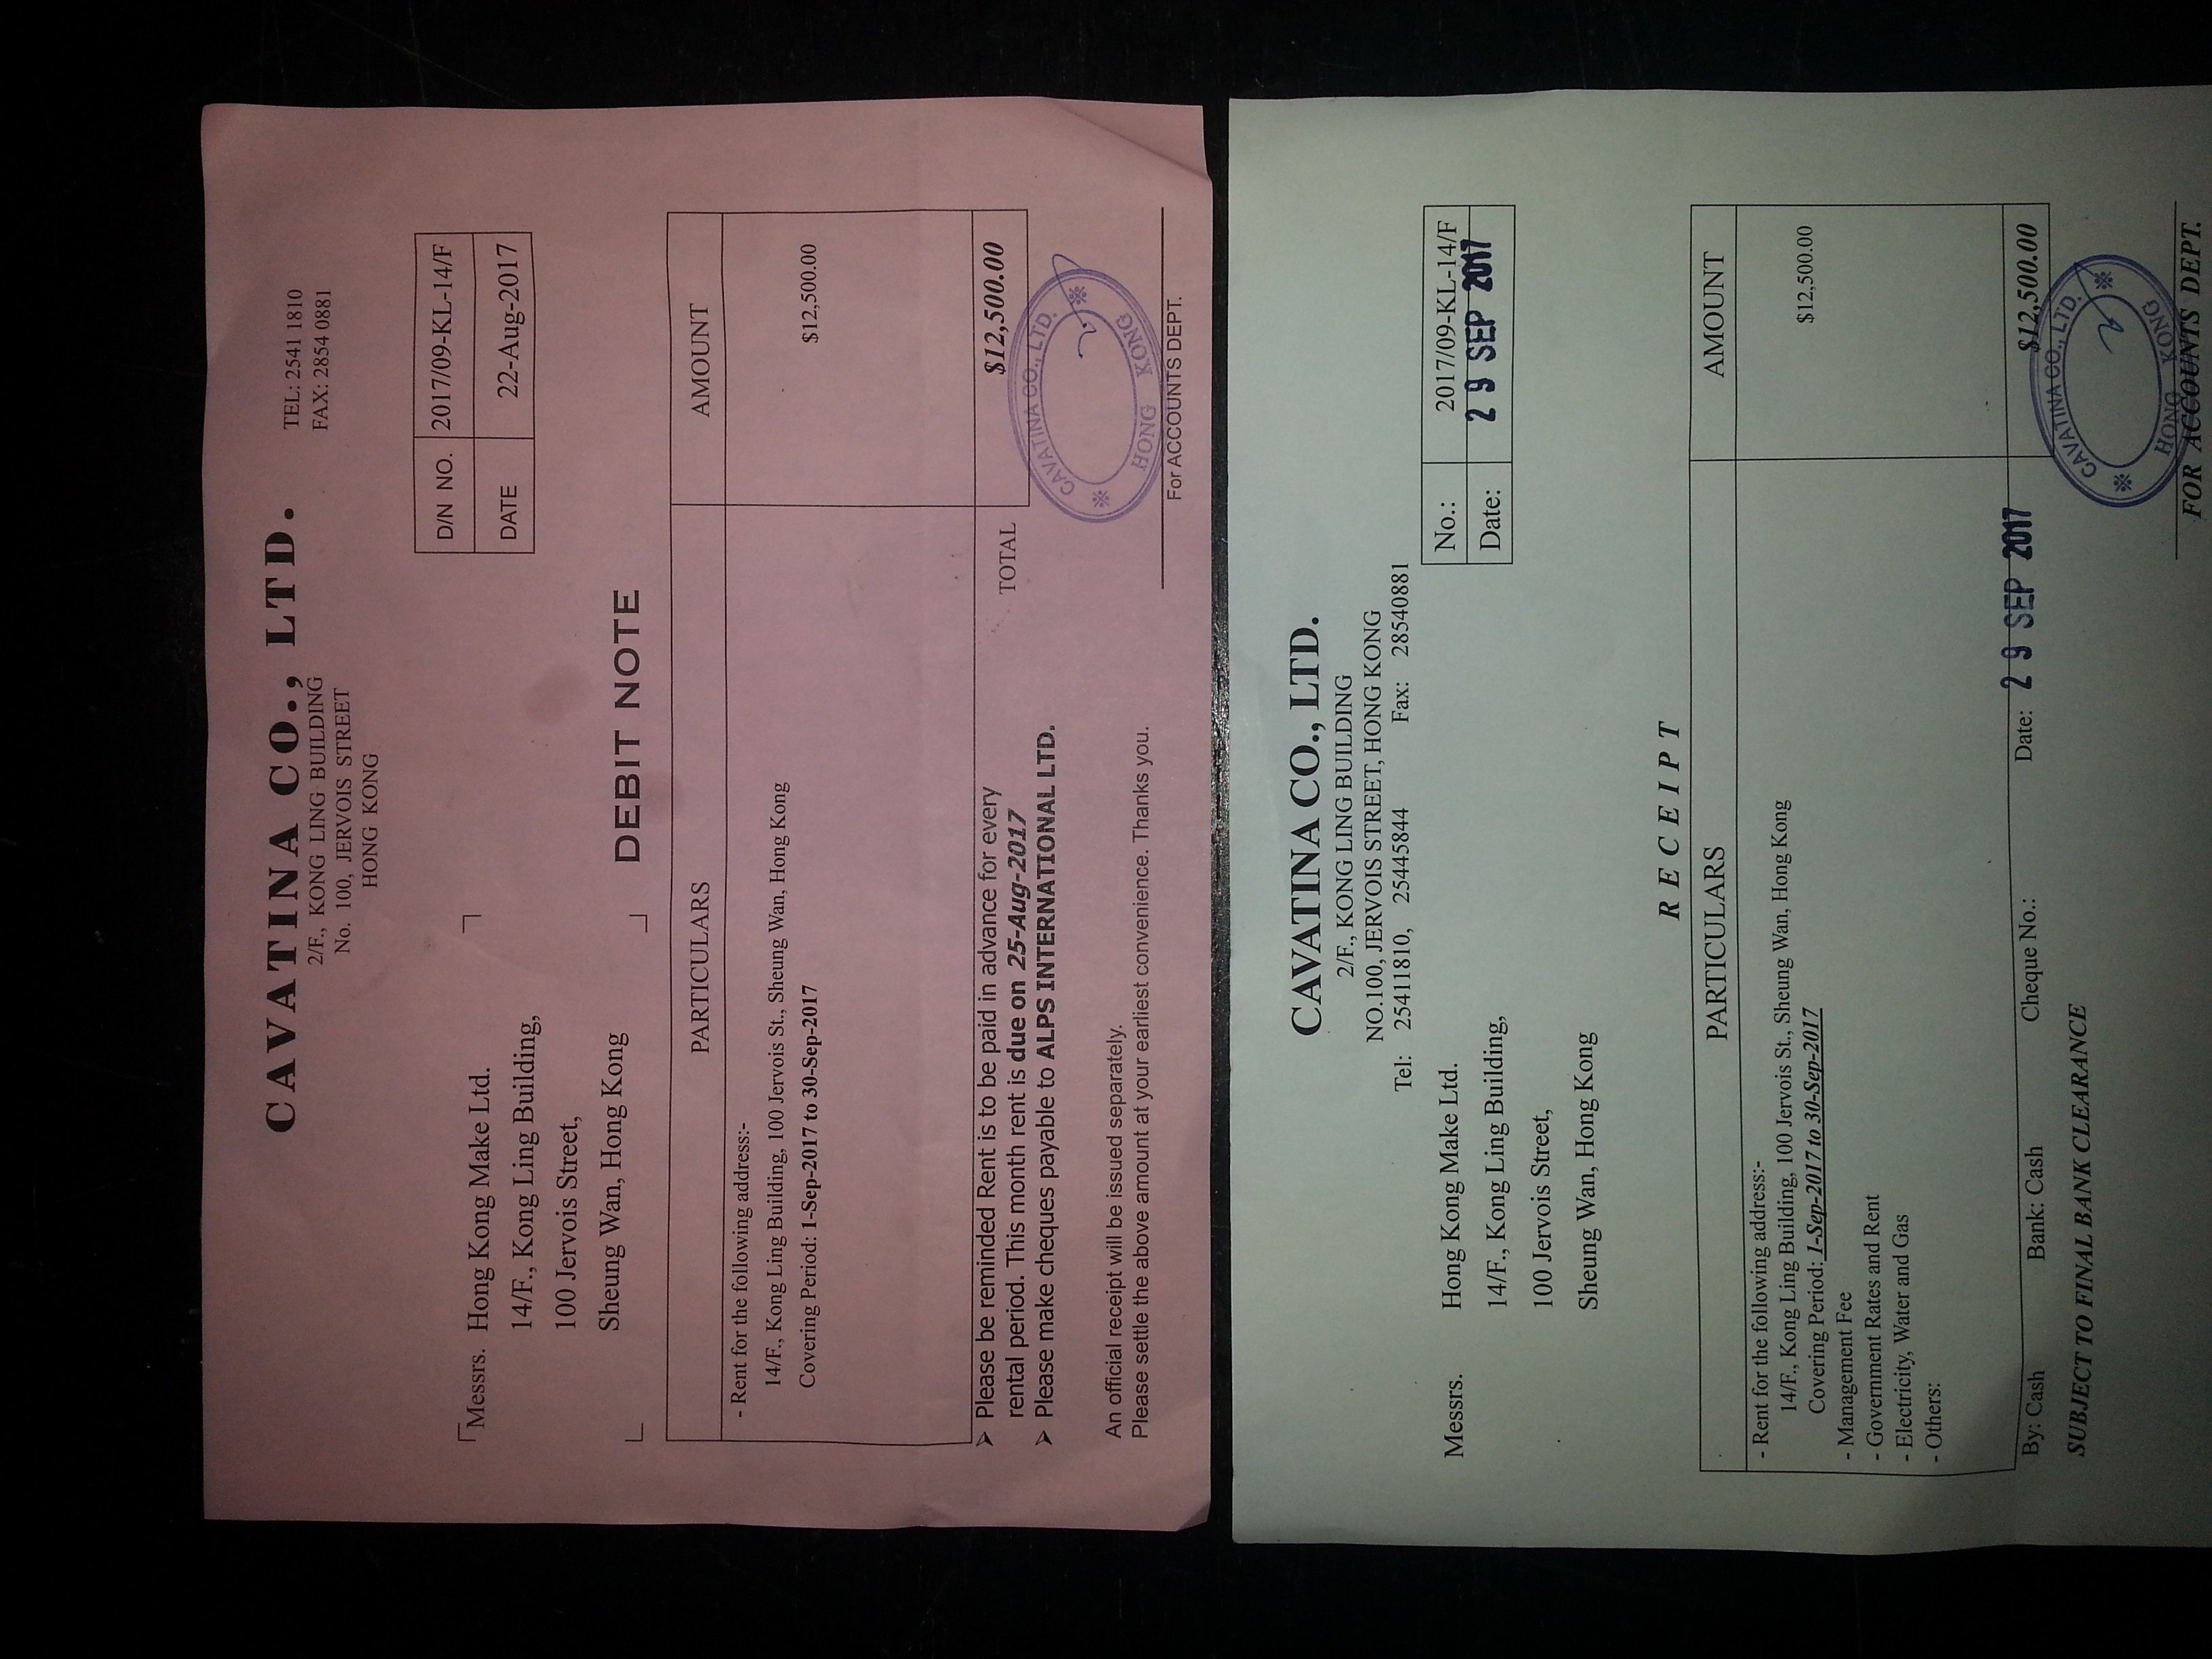 CAVATINA CO., LTD.
2/F., KONG LING BUILDING
No. 100, JERVOIS STREET
HONG KONG
TEL: 2541 1810
FAX: 2854 0881
D/N NO. 2017/09-KL-14/F
DATE 22-Aug-2017
Messrs. Hong Kong Make Ltd.
14/F., Kong Ling Building,
100 Jervois Street,
Sheung Wan, Hong Kong
DEBIT NOTE
PARTICULARS AMOUNT
- Rent for the following address:-
14/F., Kong Ling Building, 100 Jervois St., Sheung Wan, Hong Kong $12,500.00
Covering Period: 1-Sep-2017 to 30-Sep-2017
TOTAL $12,500.00
➤ Please be reminded Rent is to be paid in advance for every
rental period. This month rent is due on 25-Aug-2017
➤ Please make cheques payable to ALPS INTERNATIONAL LTD.
CAVATINA CO., LTD.
HONG KONG
An official receipt will be issued separately.
Please settle the above amount at your earliest convenience. Thanks you.
For ACCOUNTS DEPT.
CAVATINA CO., LTD.
2/F., KONG LING BUILDING
NO.100, JERVOIS STREET, HONG KONG
Tel: 25411810, 25445844 Fax: 28540881
No.: 2017/09-KL-14/F
Date: 29 SEP 2017
Messrs. Hong Kong Make Ltd.
14/F., Kong Ling Building,
100 Jervois Street,
Sheung Wan, Hong Kong
RECEIPT
PARTICULARS AMOUNT
- Rent for the following address:-
14/F., Kong Ling Building, 100 Jervois St., Sheung Wan, Hong Kong $12,500.00
Covering Period: 1-Sep-2017 to 30-Sep-2017
- Management Fee
- Government Rates and Rent
- Electricity, Water and Gas
- Others:
$12,500.00
By: Cash Bank: Cash Cheque No.: Date: 29 SEP 2017
SUBJECT TO FINAL BANK CLEARANCE
CAVATINA CO., LTD.
HONG KONG
FOR ACCOUNTS DEPT.